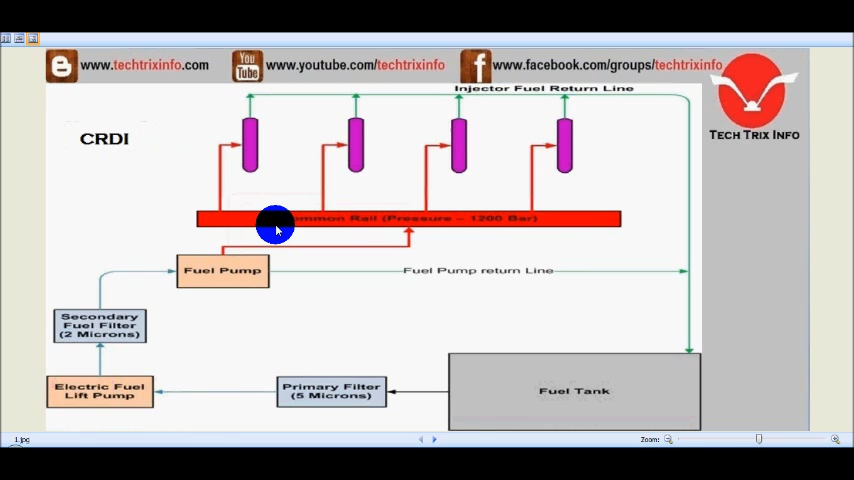 www.techtrixinfo.com
You
Tube
www.youtube.com/techtrixinfo
www.facebook.com/groups/techtrixinfo
TECH TRIX INFO
Injector Fuel Return Line
CRDI
ommon Rail (Pressure – 1200 Bar)
Fuel Pump
Fuel Pump return Line
Secondary
Fuel Filter
(2 Microns)
Electric Fuel
Lift Pump
Primary Filter
(5 Microns)
Fuel Tank
1.jpg
Zoom: